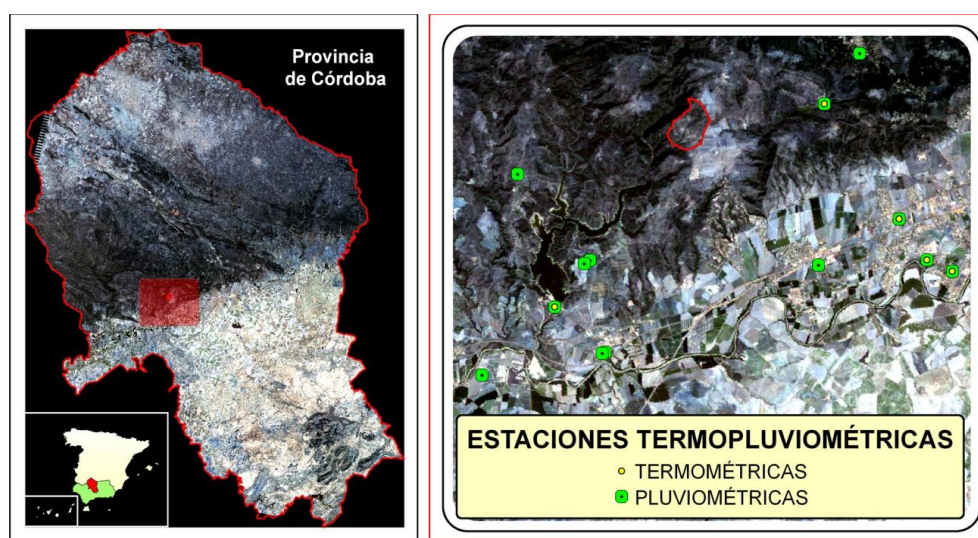 Provincia
de Córdoba
ESTACIONES TERMOPLUVIOMÉTRICAS
TERMOMÉTRICAS
PLUVIOMÉTRICAS